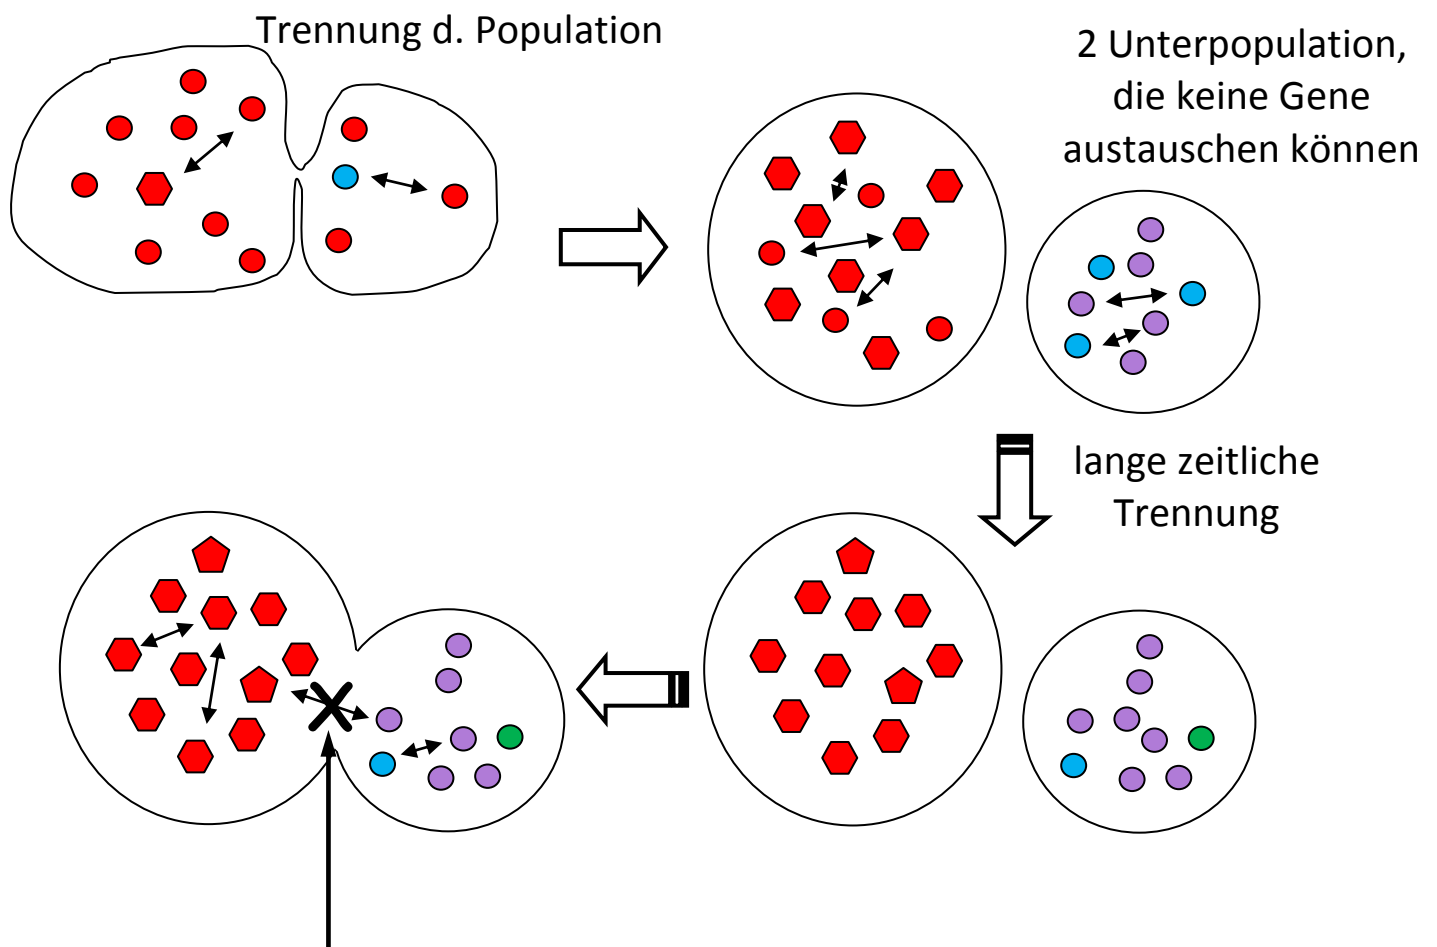 Trennung d. Population
2 Unterpopulation,
die keine Gene
austauschen können
lange zeitliche
Trennung